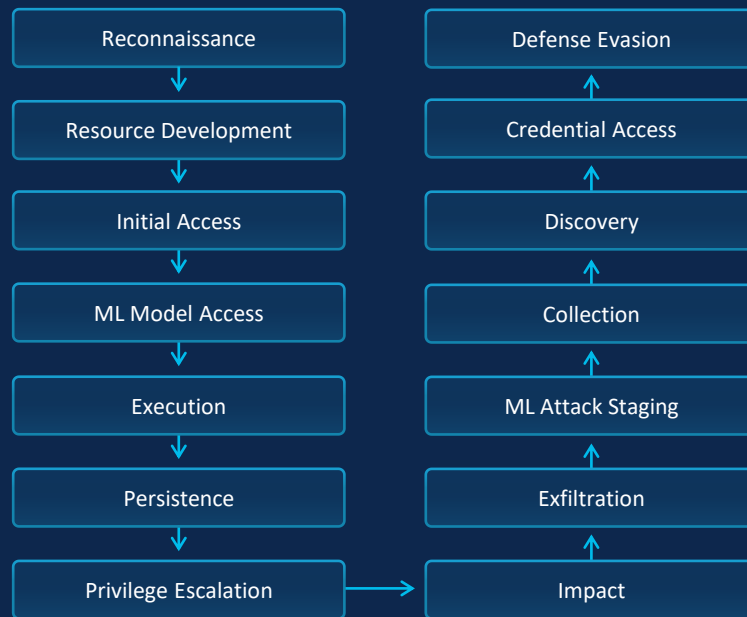 Reconnaissance
Resource Development
Initial Access
ML Model Access
Execution
Persistence
Privilege Escalation
Defense Evasion
Credential Access
Discovery
Collection
ML Attack Staging
Exfiltration
Impact